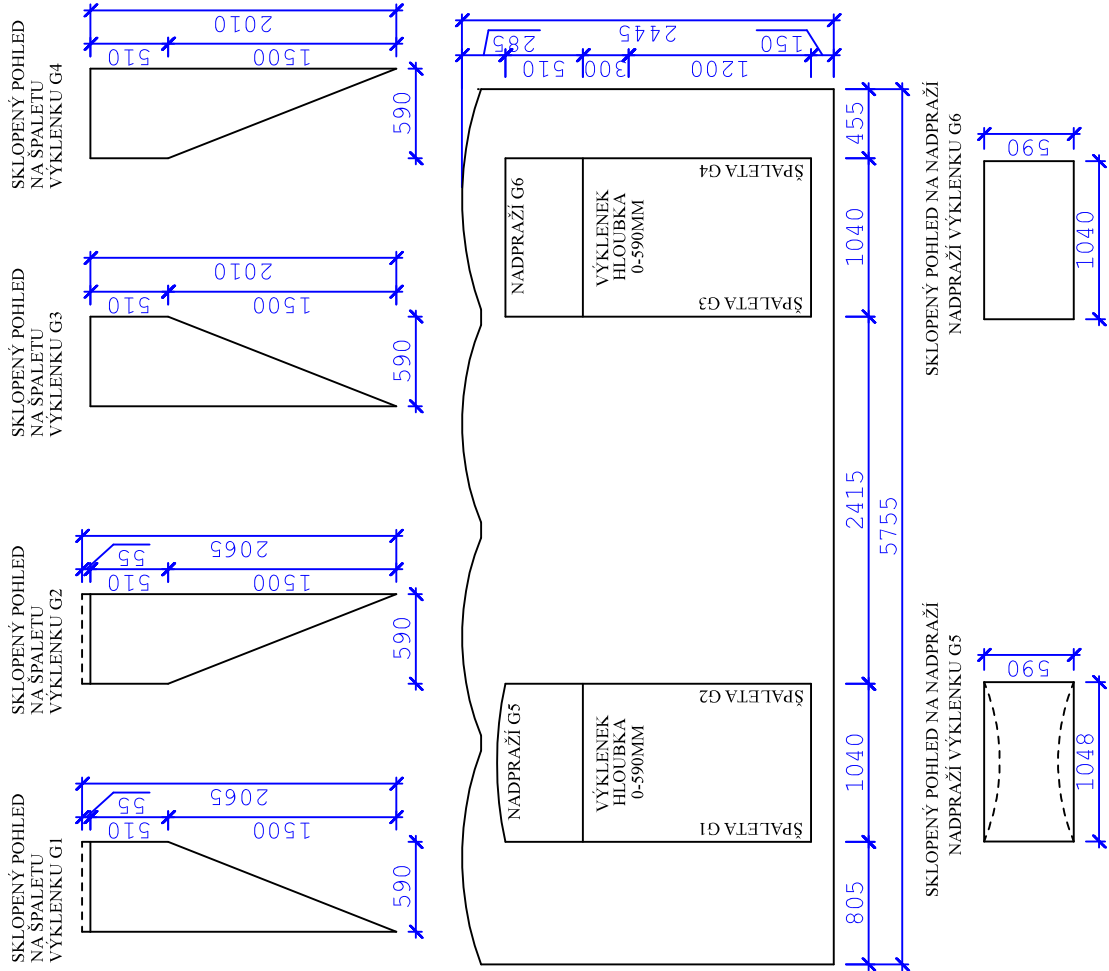 SKLOPENÝ POHLED
NA ŠPALETU
VÝKLENKU G1
SKLOPENÝ POHLED
NA ŠPALETU
VÝKLENKU G2
SKLOPENÝ POHLED
NA ŠPALETU
VÝKLENKU G3
SKLOPENÝ POHLED
NA ŠPALETU
VÝKLENKU G4
2065
55
510
1500
590
2065
55
510
1500
590
2010
510
1500
590
2010
510
1500
590
NADPRAŽÍ G5
VÝKLENEK
HLOUBKA
0-590MM
ŠPALETA G1
ŠPALETA G2
NADPRAŽÍ G6
VÝKLENEK
HLOUBKA
0-590MM
ŠPALETA G3
ŠPALETA G4
2445
285
510
300
1200
150
805
1040
2415
1040
455
5755
SKLOPENÝ POHLED NA NADPRAŽÍ
NADPRAŽÍ VÝKLENKU G5
590
1048
SKLOPENÝ POHLED NA NADPRAŽÍ
NADPRAŽÍ VÝKLENKU G6
590
1040